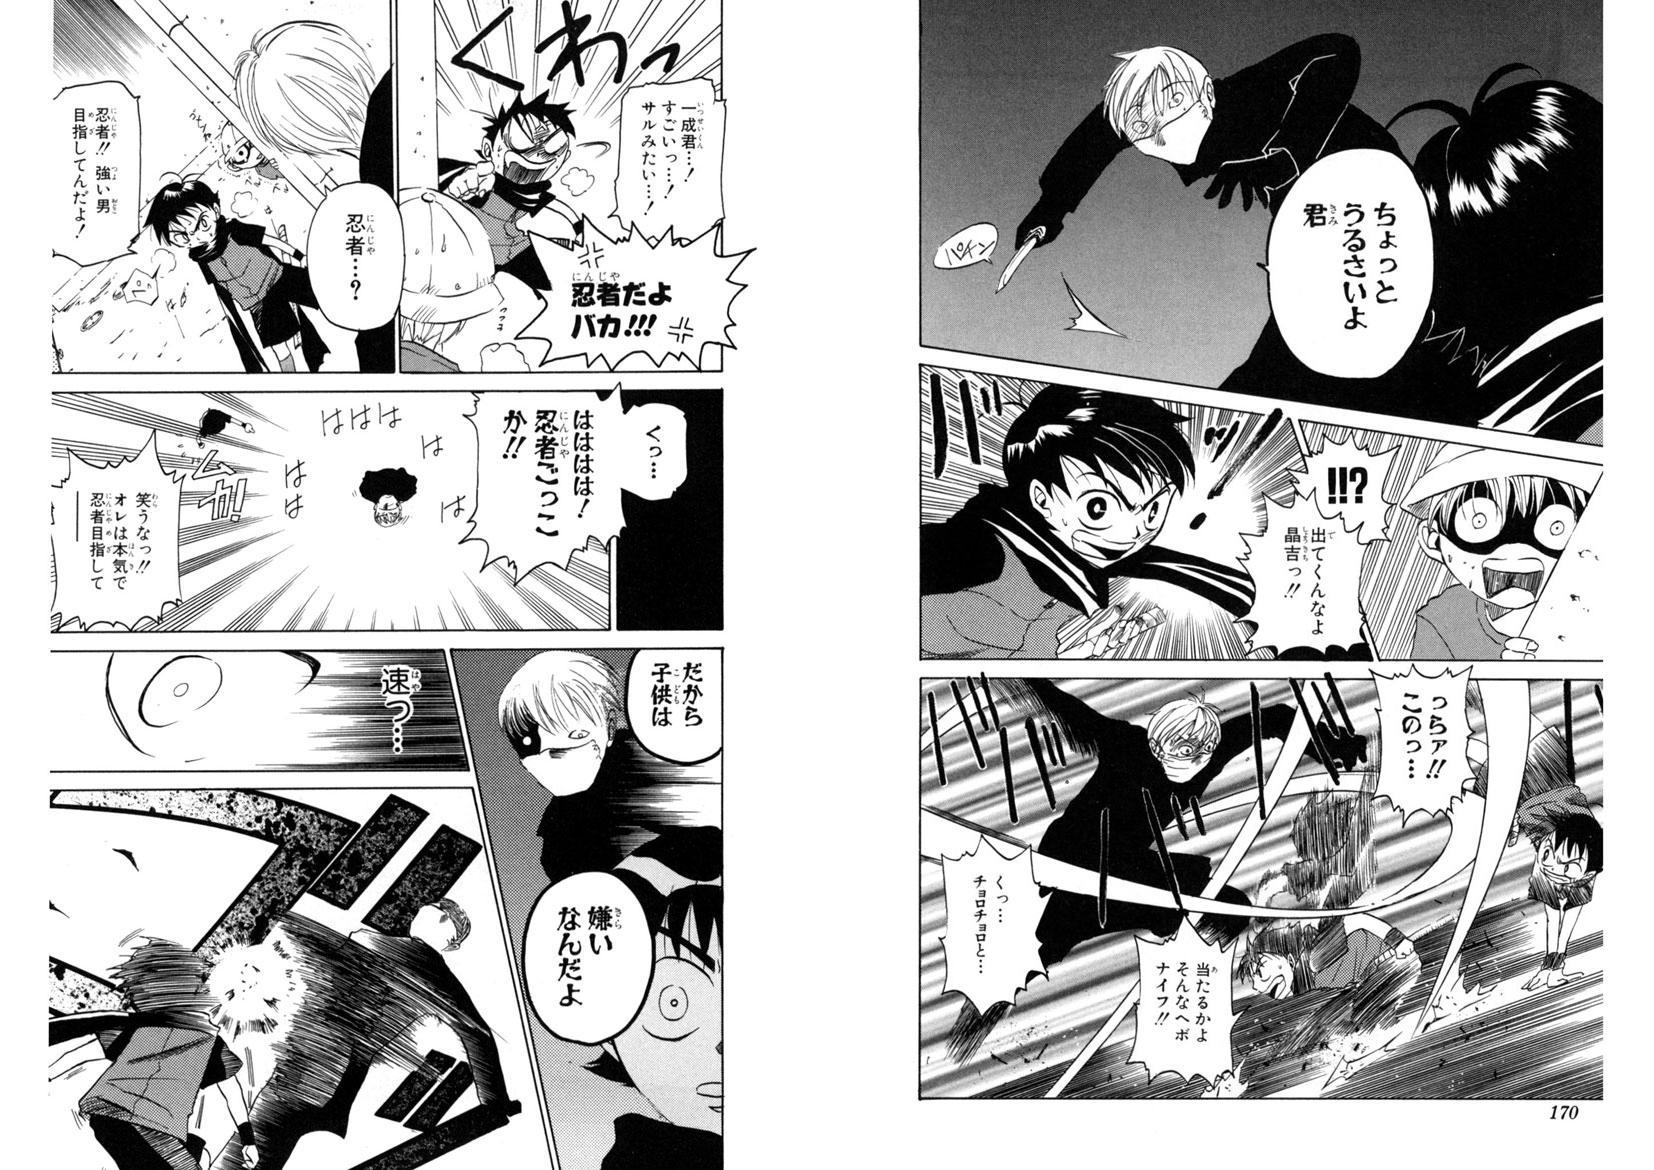 ちょっと
うるさいよ
君
パチン
!!?
出てくんなよ
晶吉っ!!
っらァ!!
このっ…
くっ…
チョロチョロと…
当たるかよ
そんなヘボ
ナイフ!!
170
くわっ
一成君…!
すごいっ…!
サルみたい…!
忍者だよ
バカ!!!
忍者…?
忍者!! 強い男
目指してんだよ!
くっ…
はははは!
忍者ごっこ
か!!
ははは
は
は
は
は
ムカ!
笑うなっ!!
オレは本気で
忍者目指して
──
だから
子供は
嫌い
なんだよ
速っ…